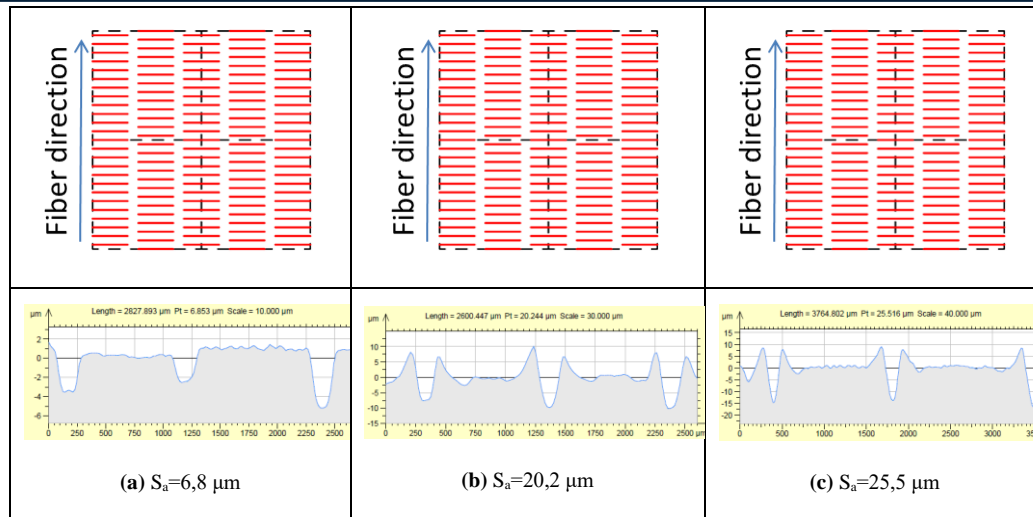 Fiber direction
Fiber direction
Fiber direction
Length = 2827.893 µm Pt = 6.853 µm Scale = 10.000 µm
µm
2
0
-2
-4
-6
0 250 500 750 1000 1250 1500 1750 2000 2250 2500
Length = 2600.447 µm Pt = 20.244 µm Scale = 30.000 µm
µm
10
5
0
-5
-10
-15
0 250 500 750 1000 1250 1500 1750 2000 2250 2500 µm
Length = 3764.802 µm Pt = 25.516 µm Scale = 40.000 µm
µm
15
10
5
0
-5
-10
-15
-20
0 500 1000 1500 2000 2500 3000
(a) Sa=6,8 µm
(b) Sa=20,2 µm
(c) Sa=25,5 µm